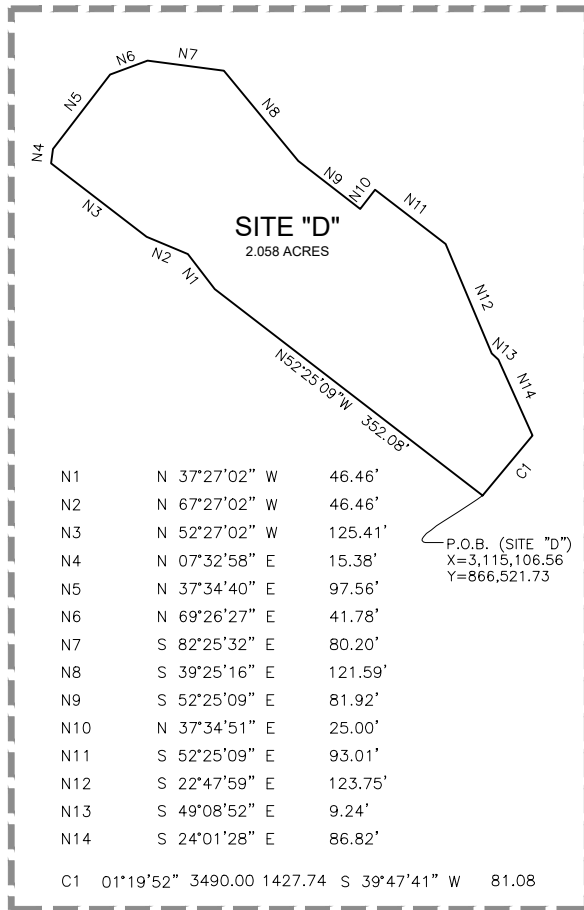 N6
N7
N5
N8
N4
N9
N10
N3
N11
SITE "D"
2.058 ACRES
N2
N1
N12
N13
N52°25'09"W 352.08'
N14
C1
N1 N 37°27'02" W 46.46'
N2 N 67°27'02" W 46.46'
N3 N 52°27'02" W 125.41'
N4 N 07°32'58" E 15.38'
N5 N 37°34'40" E 97.56'
N6 N 69°26'27" E 41.78'
N7 S 82°25'32" E 80.20'
N8 S 39°25'16" E 121.59'
N9 S 52°25'09" E 81.92'
N10 N 37°34'51" E 25.00'
N11 S 52°25'09" E 93.01'
N12 S 22°47'59" E 123.75'
N13 S 49°08'52" E 9.24'
N14 S 24°01'28" E 86.82'
C1 01°19'52" 3490.00 1427.74 S 39°47'41" W 81.08
P.O.B. (SITE "D")
X=3,115,106.56
Y=866,521.73